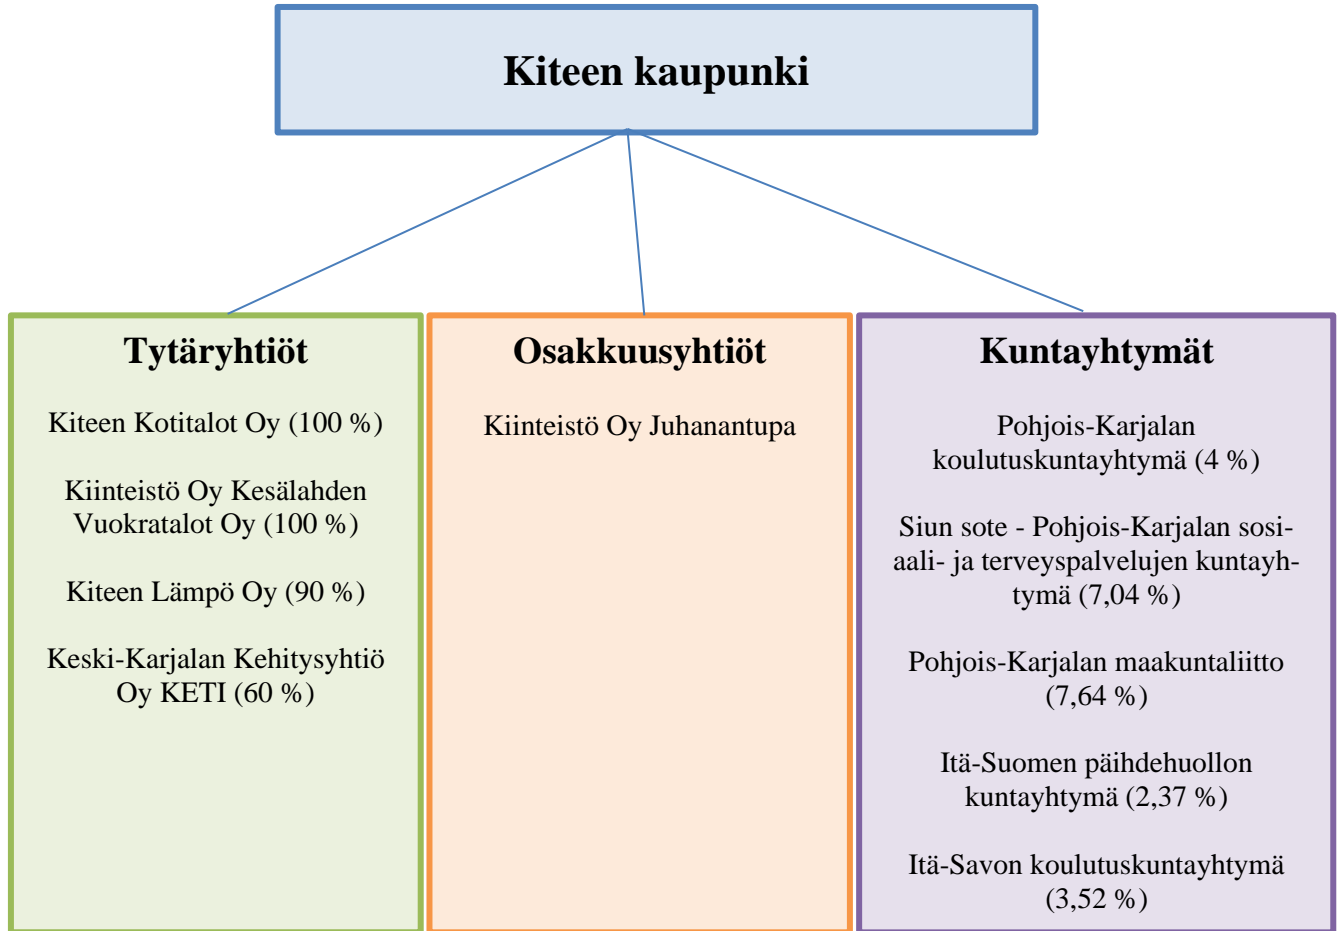 Kiteen kaupunki
Tytäryhtiöt
Kiteen Kotitalot Oy (100 %)
Kiinteistö Oy Kesälahden
Vuokratalot Oy (100 %)
Kiteen Lämpö Oy (90 %)
Keski-Karjalan Kehitysyhtiö
Oy KETI (60 %)
Osakkuusyhtiöt
Kiinteistö Oy Juhanantupa
Kuntayhtymät
Pohjois-Karjalan
koulutuskuntayhtymä (4 %)
Siun sote - Pohjois-Karjalan sosi-
aali- ja terveyspalvelujen kuntayh-
tymä (7,04 %)
Pohjois-Karjalan maakuntaliitto
(7,64 %)
Itä-Suomen päihdehuollon
kuntayhtymä (2,37 %)
Itä-Savon koulutuskuntayhtymä
(3,52 %)